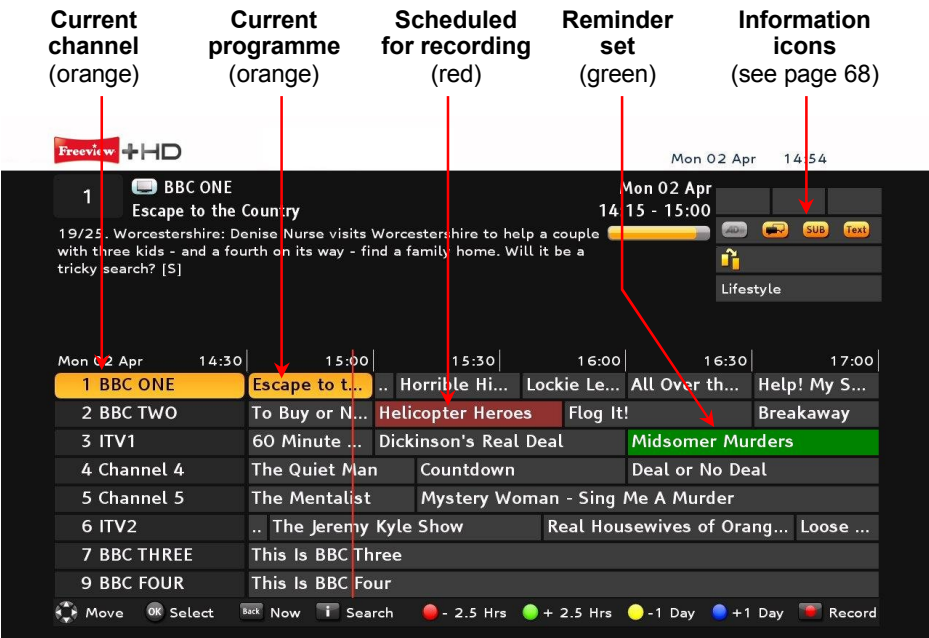 Current channel (orange)
Current programme (orange)
Scheduled for recording (red)
Reminder set (green)
Information icons (see page 68)
Freeview +HD
Mon 02 Apr 14:54
1 BBC ONE Mon 02 Apr
Escape to the Country 14:15 - 15:00
19/25. Worcestershire: Denise Nurse visits Worcestershire to help a couple
with three kids - and a fourth on its way - find a family home. Will it be a
tricky search? [S]
AD SUB Text
Lifestyle
Mon 02 Apr 14:30 15:00 15:30 16:00 16:30 17:00
1 BBC ONE Escape to t... .. Horrible Hi... Lockie Le... All Over th... Help! My S...
2 BBC TWO To Buy or N... Helicopter Heroes Flog It! Breakaway
3 ITV1 60 Minute ... Dickinson's Real Deal Midsomer Murders
4 Channel 4 The Quiet Man Countdown Deal or No Deal
5 Channel 5 The Mentalist Mystery Woman - Sing Me A Murder
6 ITV2 .. The Jeremy Kyle Show Real Housewives of Orang... Loose ...
7 BBC THREE This Is BBC Three
9 BBC FOUR This Is BBC Four
Move OK Select Back Now i Search - 2.5 Hrs + 2.5 Hrs -1 Day +1 Day Record